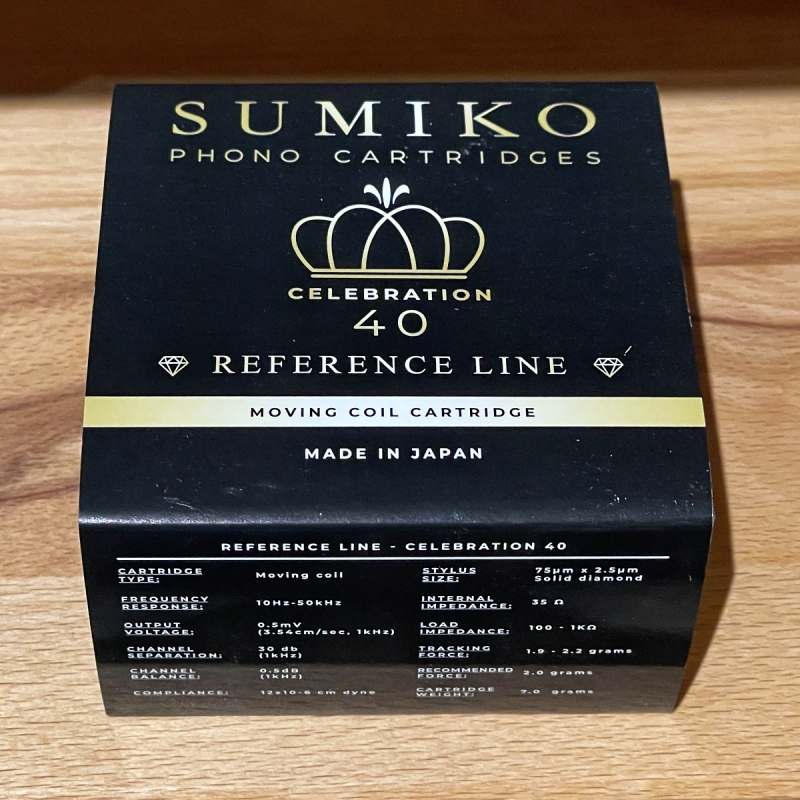 SUMIKO
PHONO CARTRIDGES
CELEBRATION
40
REFERENCE LINE
MOVING COIL CARTRIDGE
MADE IN JAPAN
REFERENCE LINE - CELEBRATION 40
CARTRIDGE TYPE: Moving coil
FREQUENCY RESPONSE: 10Hz-50kHz
OUTPUT VOLTAGE: 0.5mV (3.54cm/sec, 1kHz)
CHANNEL SEPARATION: 30 db (1kHz)
CHANNEL BALANCE: 0.5dB (1kHz)
COMPLIANCE: 12x10-6 cm dyne
STYLUS SIZE: 75µm x 2.5µm Solid diamond
INTERNAL IMPEDANCE: 35 Ω
LOAD IMPEDANCE: 100 - 1KΩ
TRACKING FORCE: 1.9 - 2.2 grams
RECOMMENDED FORCE: 2.0 grams
CARTRIDGE WEIGHT: 7.0 grams